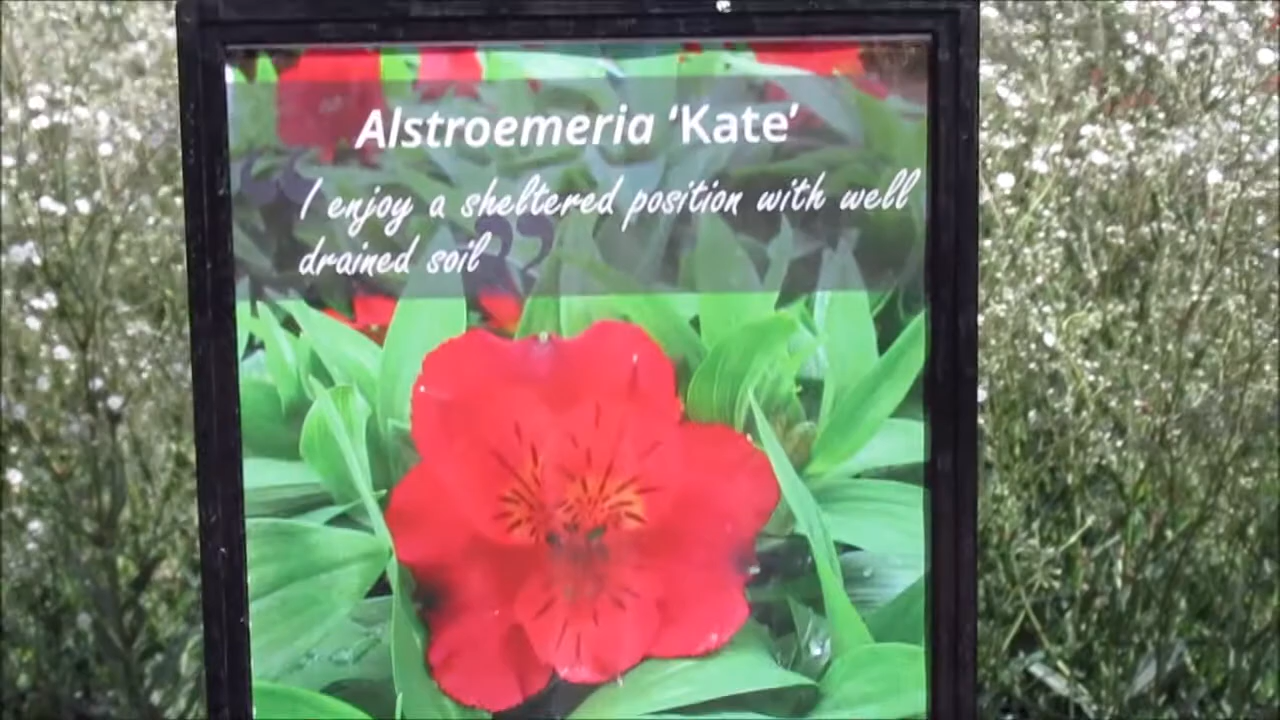 Alstroemeria ‘Kate’
“I enjoy a sheltered position with well
drained soil”